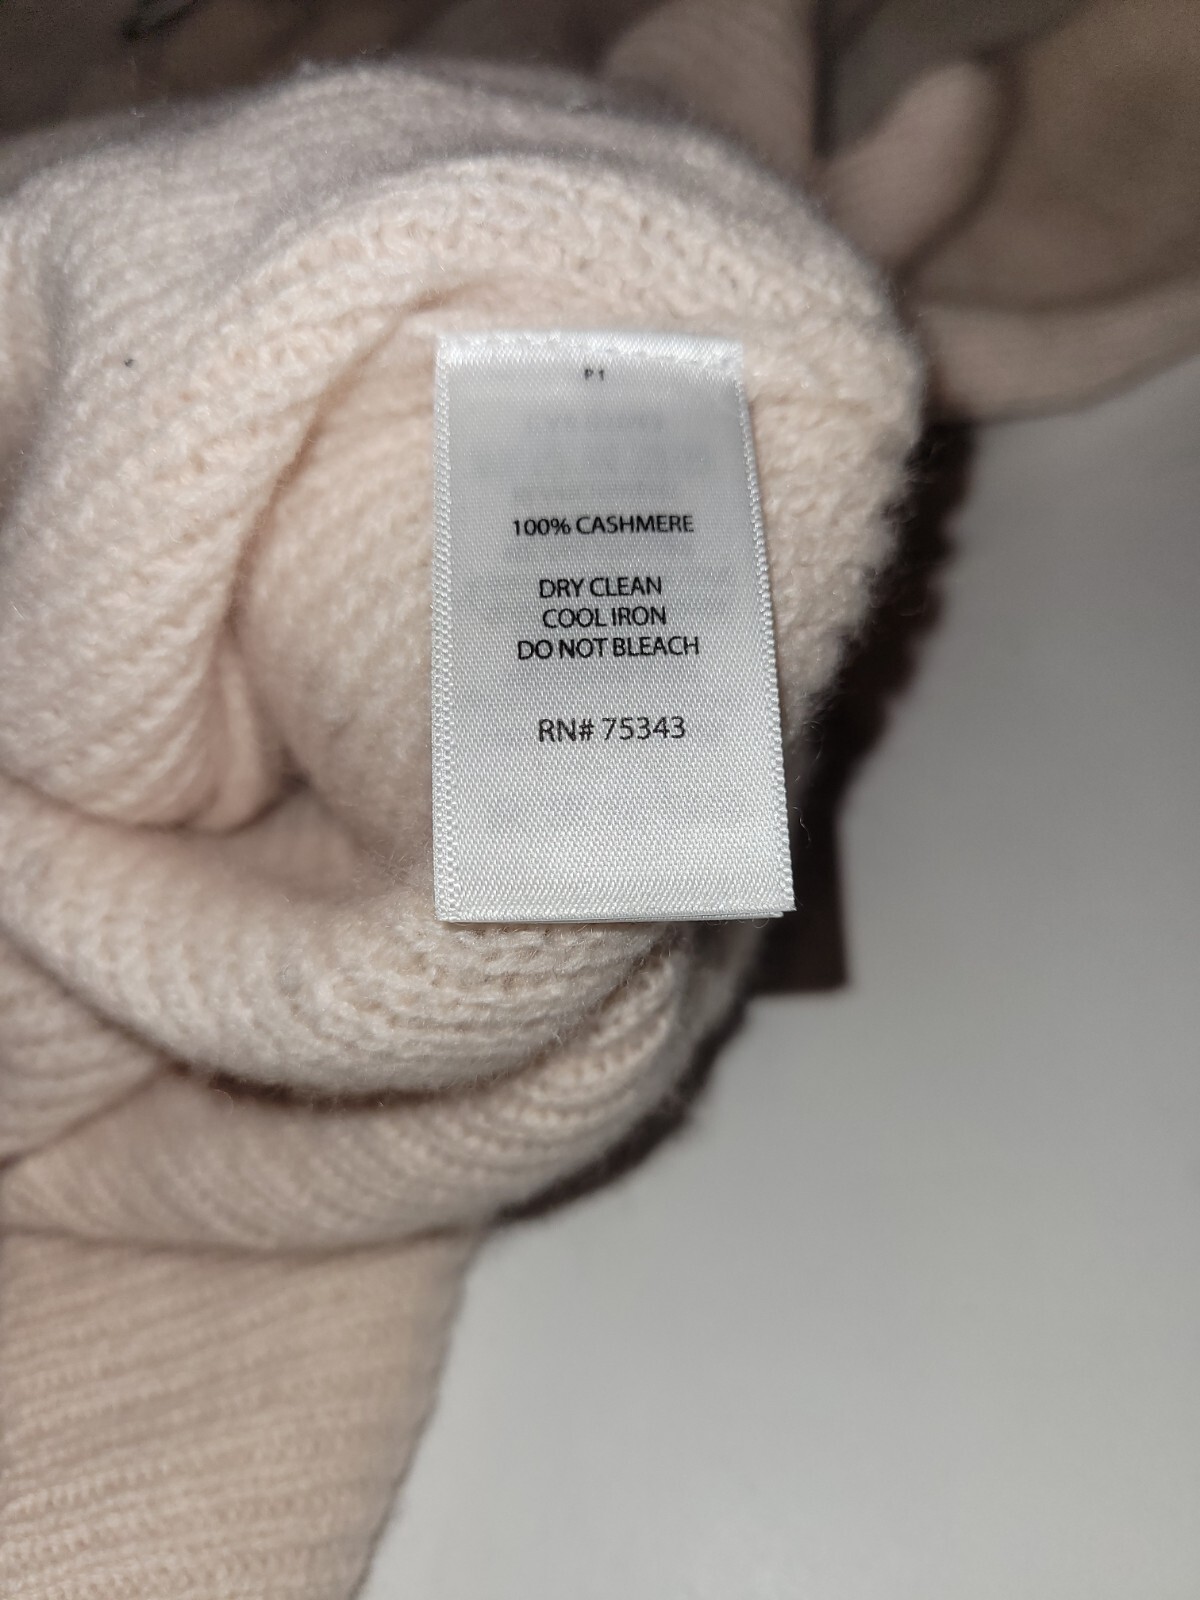 P1
100% CASHMERE
DRY CLEAN
COOL IRON
DO NOT BLEACH
RN# 75343